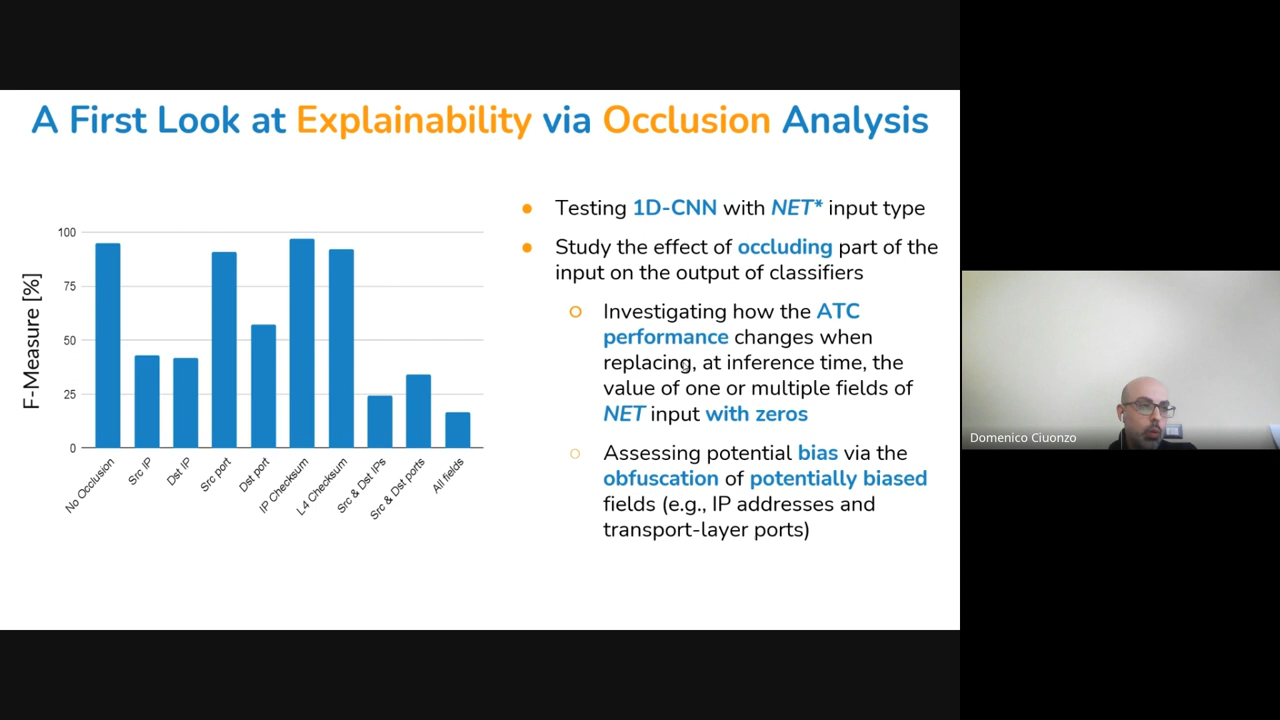 A First Look at Explainability via Occlusion Analysis
F-Measure [%]
100
75
50
25
0
No Occlusion
Src IP
Dst IP
Src port
Dst port
IP Checksum
L4 Checksum
Src & Dst IPs
Src & Dst ports
All fields
Testing 1D-CNN with NET* input type
Study the effect of occluding part of the
input on the output of classifiers
Investigating how the ATC
performance changes when
replacing, at inference time, the
value of one or multiple fields of
NET input with zeros
Assessing potential bias via the
obfuscation of potentially biased
fields (e.g., IP addresses and
transport-layer ports)
Domenico Ciuonzo